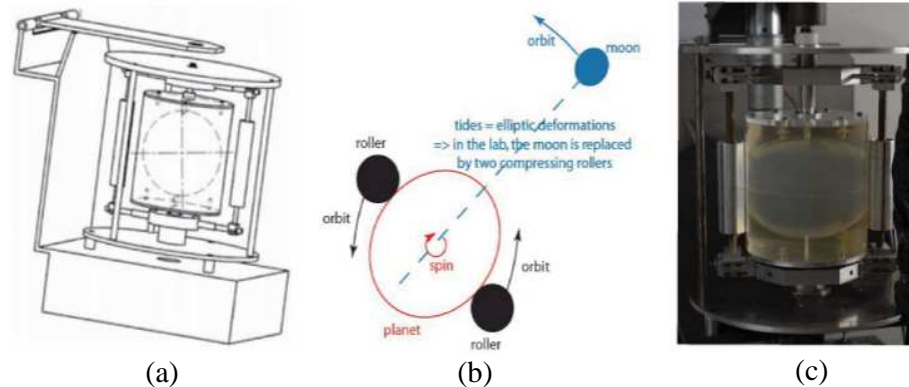 orbit
moon
tides = elliptic deformations
=> in the lab, the moon is replaced
by two compressing rollers
roller
orbit
spin
orbit
planet
roller
(a)
(b)
(c)